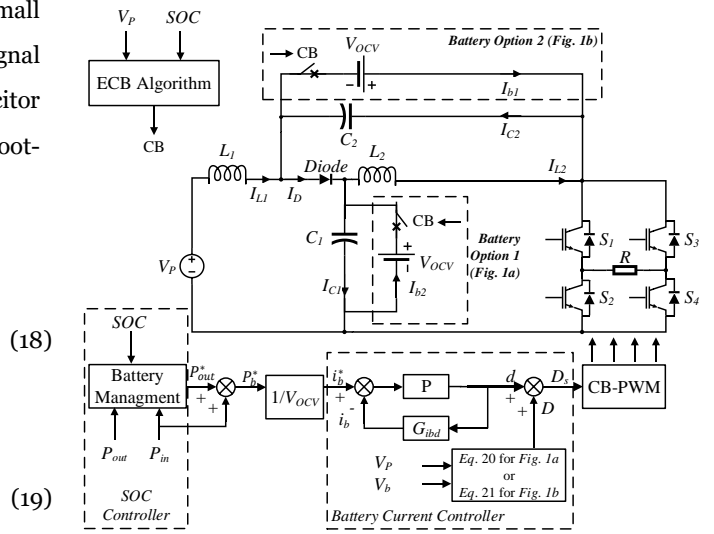 mall
gnal
citor
oot-
(18)
(19)
V_P SOC
ECB Algorithm
CB
CB V_OCV Battery Option 2 (Fig. 1b)
− +
I_b1
C_2 I_C2
L_1 Diode L_2
I_L1 I_D I_L2
V_P + −
C_1 CB
+
V_OCV
I_C1 I_b2
Battery
Option 1
(Fig. 1a)
S_1 S_3
R
S_2 S_4
SOC
Battery
Managment
P*_out P*_b
+ +
P_out P_in
SOC
Controller
1/V_OCV
i*_b
+ -
i_b
P
G_ibd
d D_s
+ +
D
V_P
V_b
Eq. 20 for Fig. 1a
or
Eq. 21 for Fig. 1b
Battery Current Controller
CB-PWM